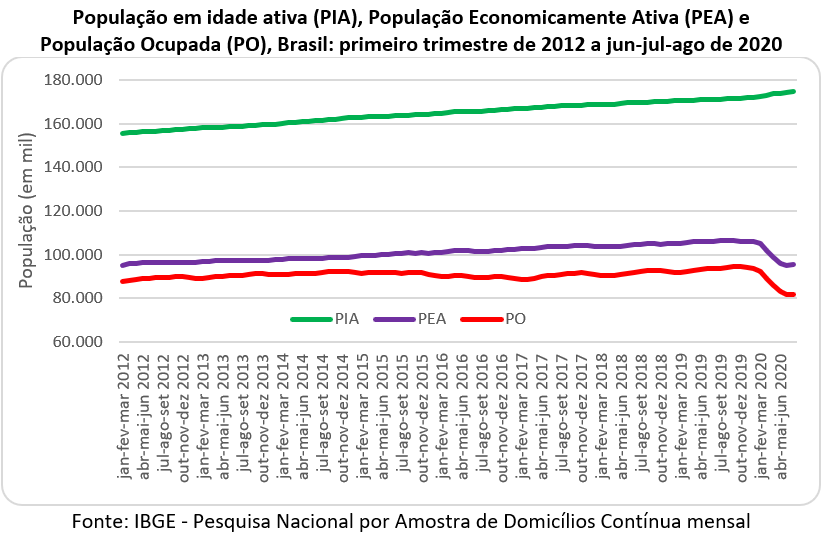 População em idade ativa (PIA), População Economicamente Ativa (PEA) e
População Ocupada (PO), Brasil: primeiro trimestre de 2012 a jun-jul-ago de 2020
180.000
160.000
140.000
120.000
100.000
80.000
60.000
População (em mil)
PIA PEA PO
jan-fev-mar 2012
abr-mai-jun 2012
jul-ago-set 2012
out-nov-dez 2012
jan-fev-mar 2013
abr-mai-jun 2013
jul-ago-set 2013
out-nov-dez 2013
jan-fev-mar 2014
abr-mai-jun 2014
jul-ago-set 2014
out-nov-dez 2014
jan-fev-mar 2015
abr-mai-jun 2015
jul-ago-set 2015
out-nov-dez 2015
jan-fev-mar 2016
abr-mai-jun 2016
jul-ago-set 2016
out-nov-dez 2016
jan-fev-mar 2017
abr-mai-jun 2017
jul-ago-set 2017
out-nov-dez 2017
jan-fev-mar 2018
abr-mai-jun 2018
jul-ago-set 2018
out-nov-dez 2018
jan-fev-mar 2019
abr-mai-jun 2019
jul-ago-set 2019
out-nov-dez 2019
jan-fev-mar 2020
abr-mai-jun 2020
Fonte: IBGE - Pesquisa Nacional por Amostra de Domicílios Contínua mensal